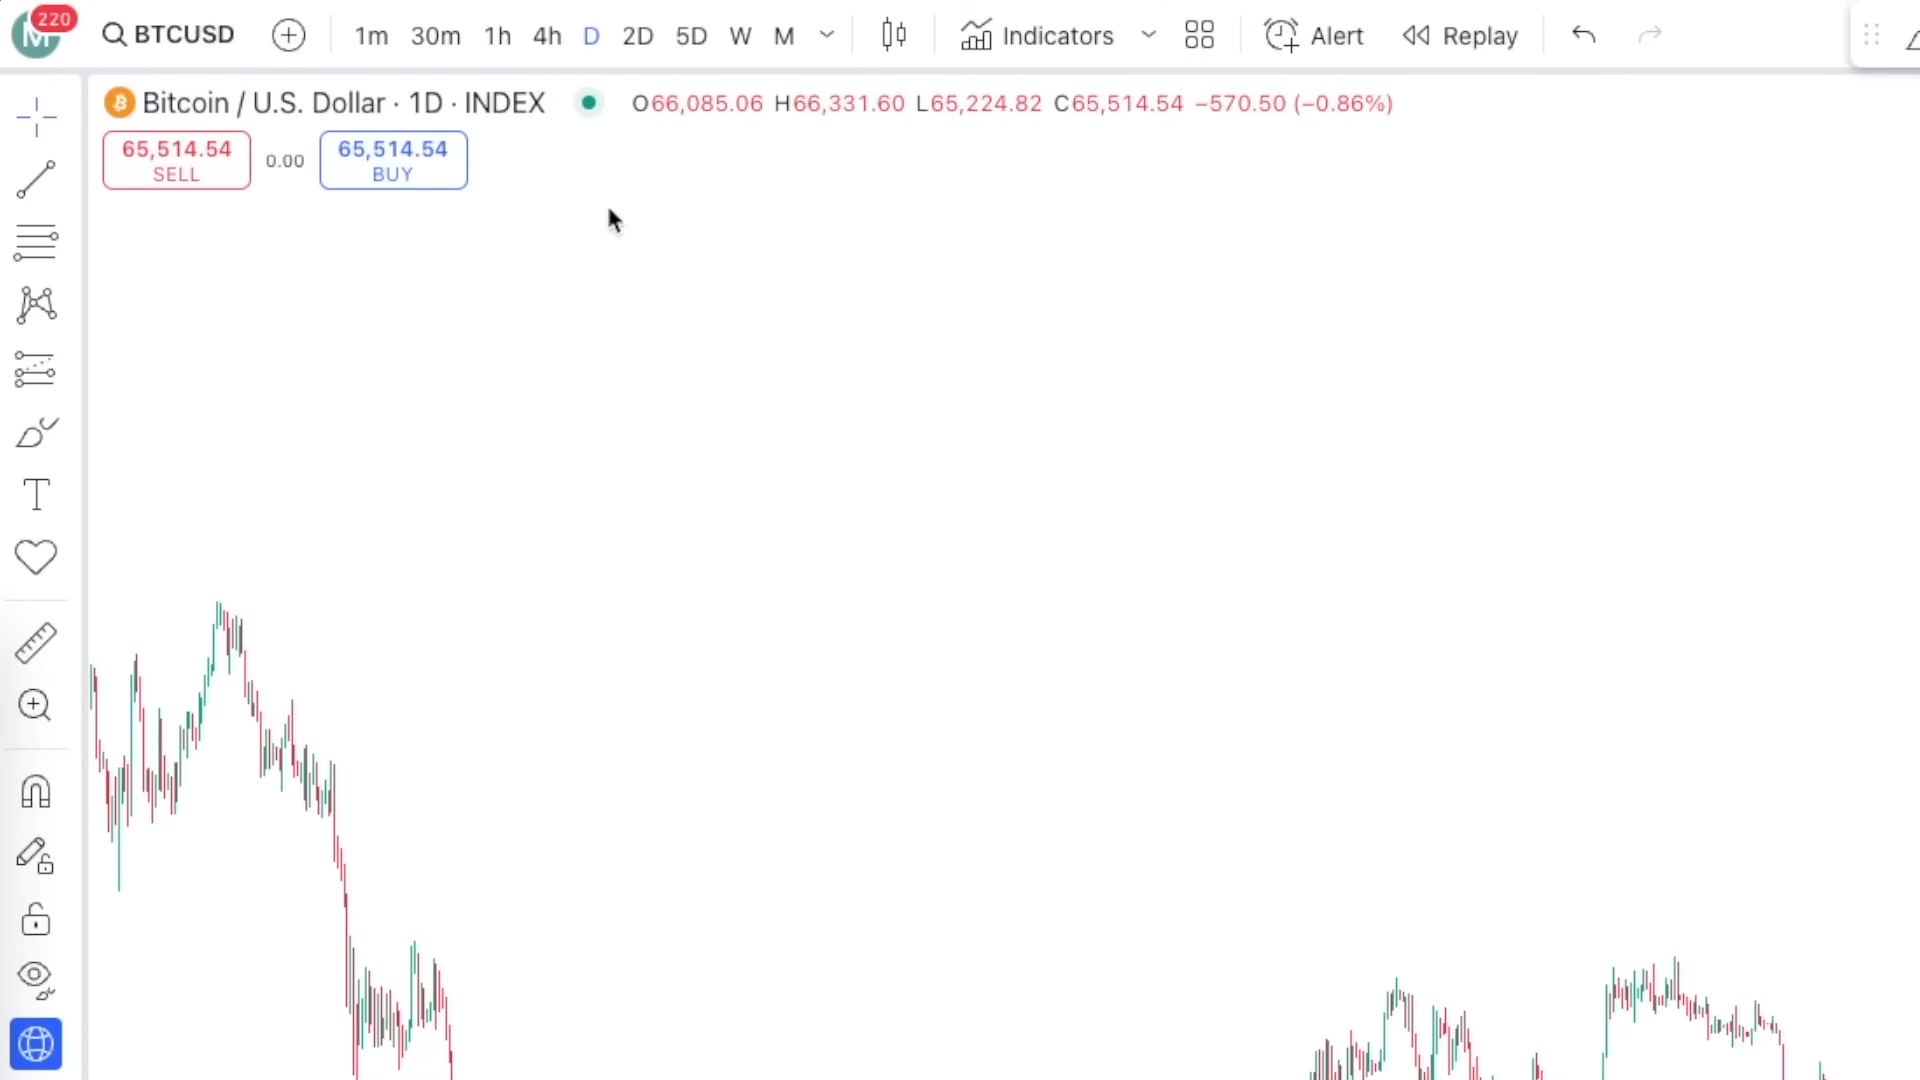 M 220 BTCUSD 1m 30m 1h 4h D 2D 5D W M Indicators Alert Replay
Bitcoin / U.S. Dollar · 1D · INDEX O66,085.06 H66,331.60 L65,224.82 C65,514.54 −570.50 (−0.86%)
65,514.54 0.00 65,514.54
SELL BUY
T